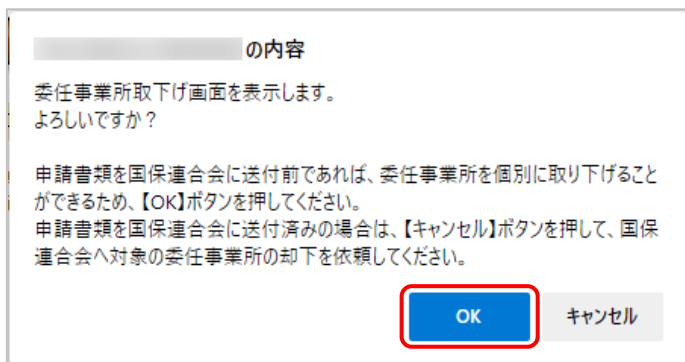 の内容
委任事業所取下げ画面を表示します。
よろしいですか？
申請書類を国保連合会に送付前であれば、委任事業所を個別に取り下げること
ができるため、【OK】ボタンを押してください。
申請書類を国保連合会に送付済みの場合は、【キャンセル】ボタンを押して、国保
連合会へ対象の委任事業所の却下を依頼してください。
OK
キャンセル